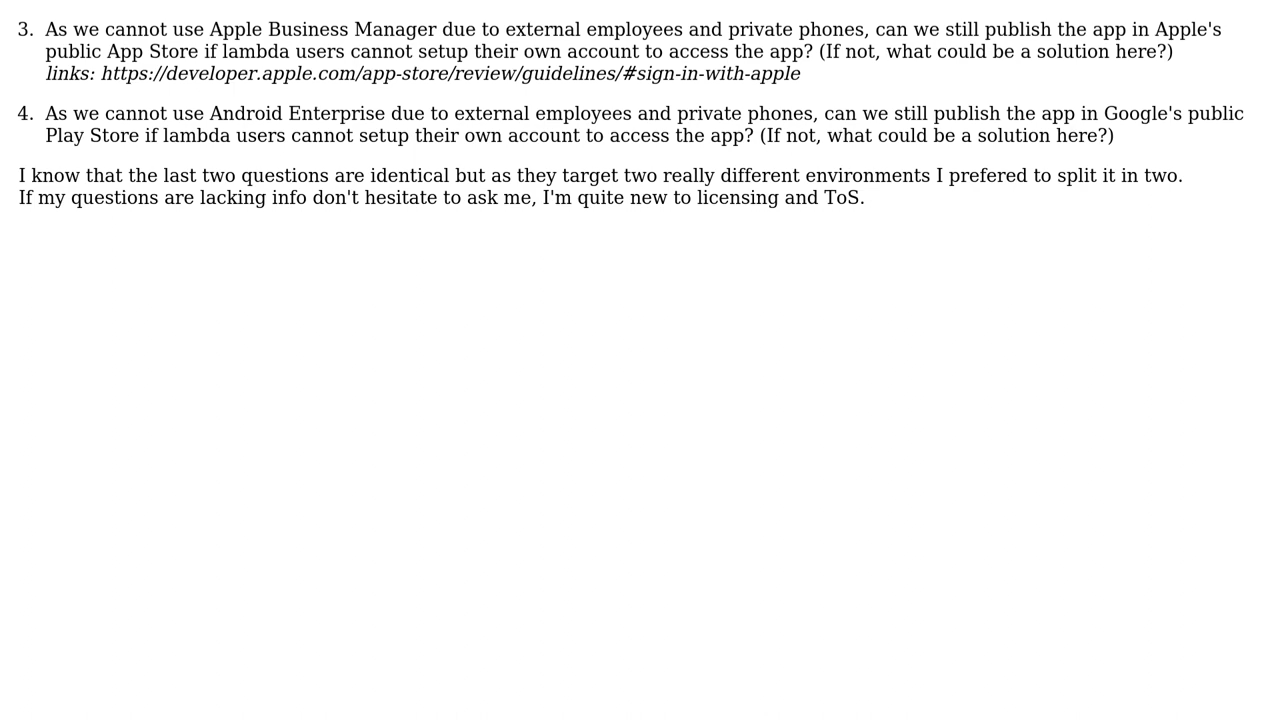 3. As we cannot use Apple Business Manager due to external employees and private phones, can we still publish the app in Apple's
public App Store if lambda users cannot setup their own account to access the app? (If not, what could be a solution here?)
links: https://developer.apple.com/app-store/review/guidelines/#sign-in-with-apple
4. As we cannot use Android Enterprise due to external employees and private phones, can we still publish the app in Google's public
Play Store if lambda users cannot setup their own account to access the app? (If not, what could be a solution here?)
I know that the last two questions are identical but as they target two really different environments I prefered to split it in two.
If my questions are lacking info don't hesitate to ask me, I'm quite new to licensing and ToS.